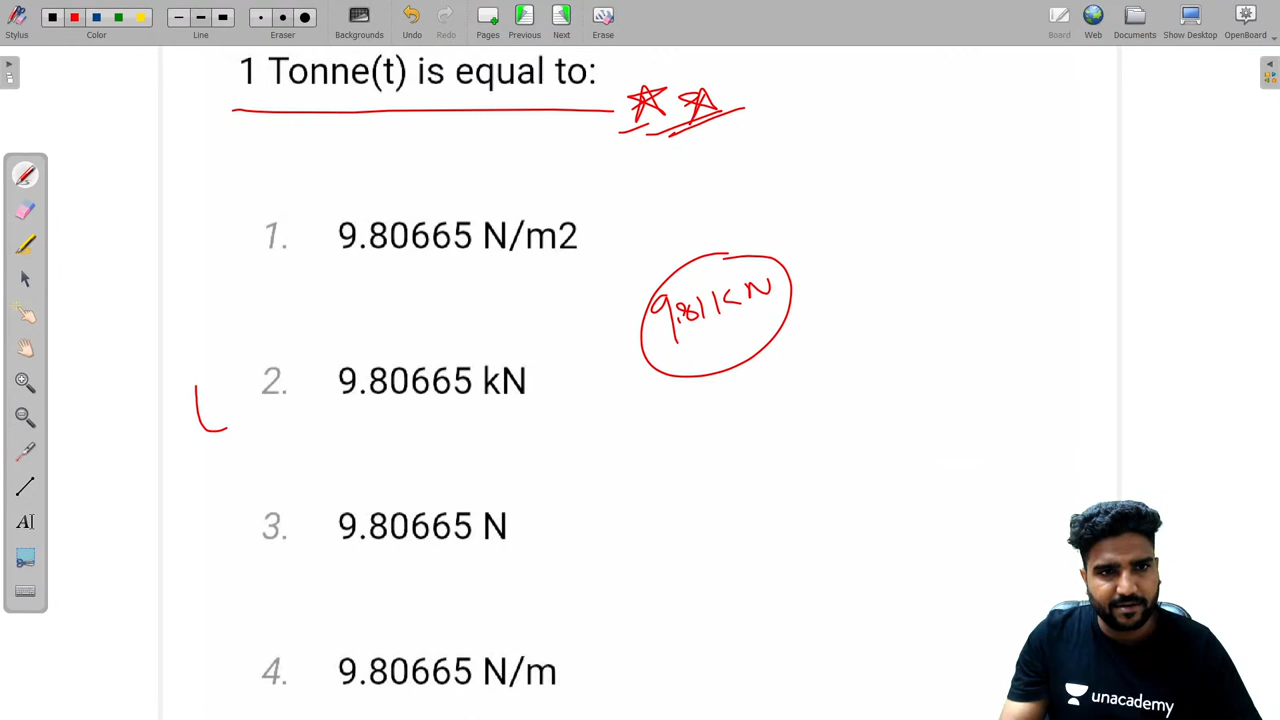 Stylus
Color
Line
Eraser
Backgrounds
Undo
Redo
Pages
Previous
Next
Erase
Board
Web
Documents
Show Desktop
OpenBoard
1 Tonne(t) is equal to:
1. 9.80665 N/m2
9.81 kN
2. 9.80665 kN
3. 9.80665 N
4. 9.80665 N/m
AI
unacademy